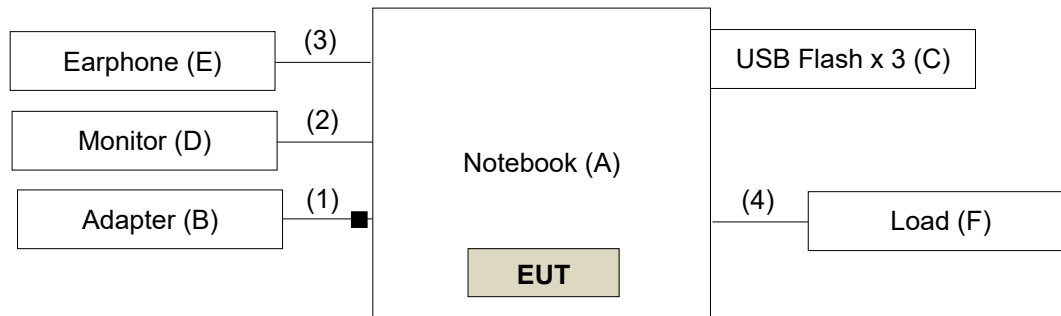 Earphone (E)
(3)
USB Flash x 3 (C)
Monitor (D)
(2)
Notebook (A)
Adapter (B)
(1)
(4)
Load (F)
EUT